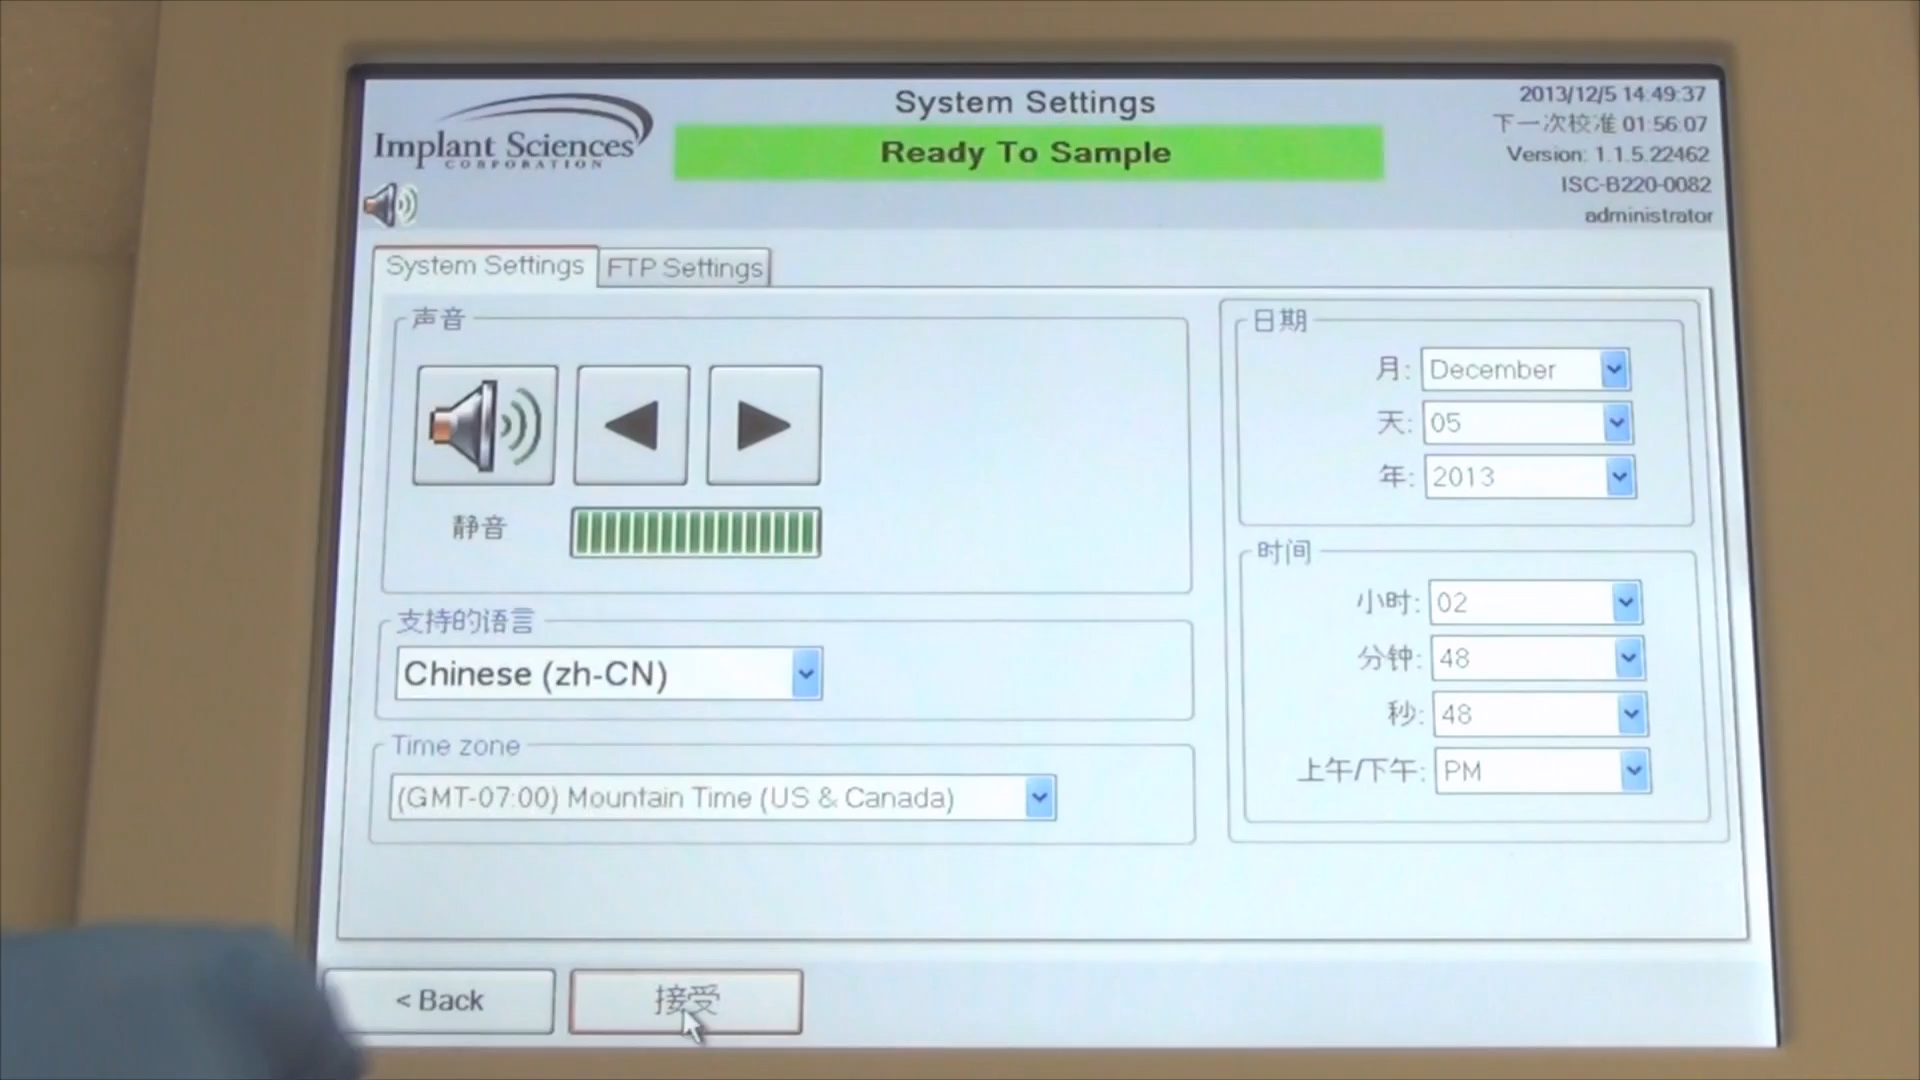 Implant Sciences
CORPORATION
System Settings
Ready To Sample
2013/12/5 14:49:37
下一次校准 01:56:07
Version: 1.1.5.22462
ISC-B220-0082
administrator
System Settings
FTP Settings
声音
静音
支持的语言
Chinese (zh-CN)
Time zone
(GMT-07:00) Mountain Time (US & Canada)
日期
月: December
天: 05
年: 2013
时间
小时: 02
分钟: 48
秒: 48
上午/下午: PM
< Back
接受